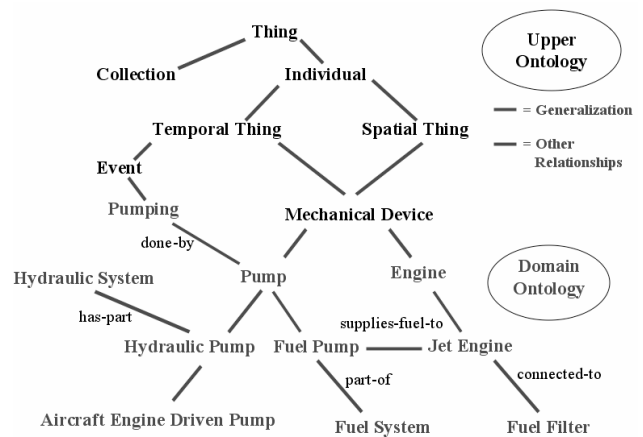 Thing
Upper
Ontology
Collection
Individual
= Generalization
Temporal Thing
Spatial Thing
= Other
Relationships
Event
Pumping
Mechanical Device
done-by
Hydraulic System
Pump
Engine
Domain
Ontology
has-part
supplies-fuel-to
Hydraulic Pump
Fuel Pump
Jet Engine
part-of
connected-to
Aircraft Engine Driven Pump
Fuel System
Fuel Filter